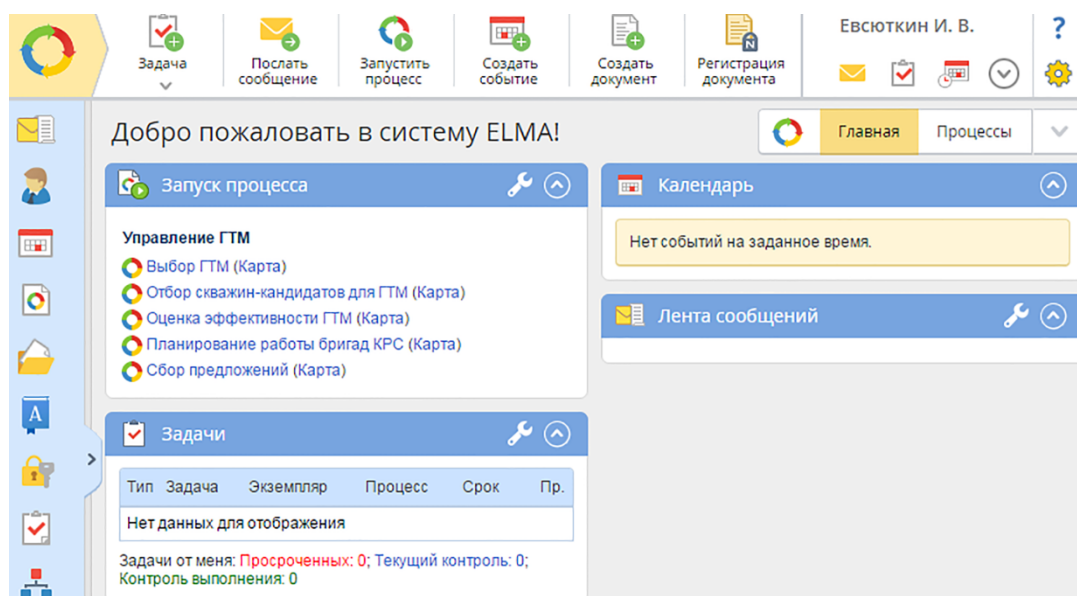 Задача
Послать
сообщение
Запустить
процесс
Создать
событие
Создать
документ
Регистрация
документа
N
Евсюткин И. В.
?
Добро пожаловать в систему ELMA!
Главная
Процессы
Запуск процесса
Управление ГТМ
Выбор ГТМ (Карта)
Отбор скважин-кандидатов для ГТМ (Карта)
Оценка эффективности ГТМ (Карта)
Планирование работы бригад КРС (Карта)
Сбор предложений (Карта)
Календарь
Нет событий на заданное время.
Лента сообщений
A
Задачи
Тип Задача Экземпляр Процесс Срок Пр.
Нет данных для отображения
Задачи от меня: Просроченных: 0; Текущий контроль: 0;
Контроль выполнения: 0